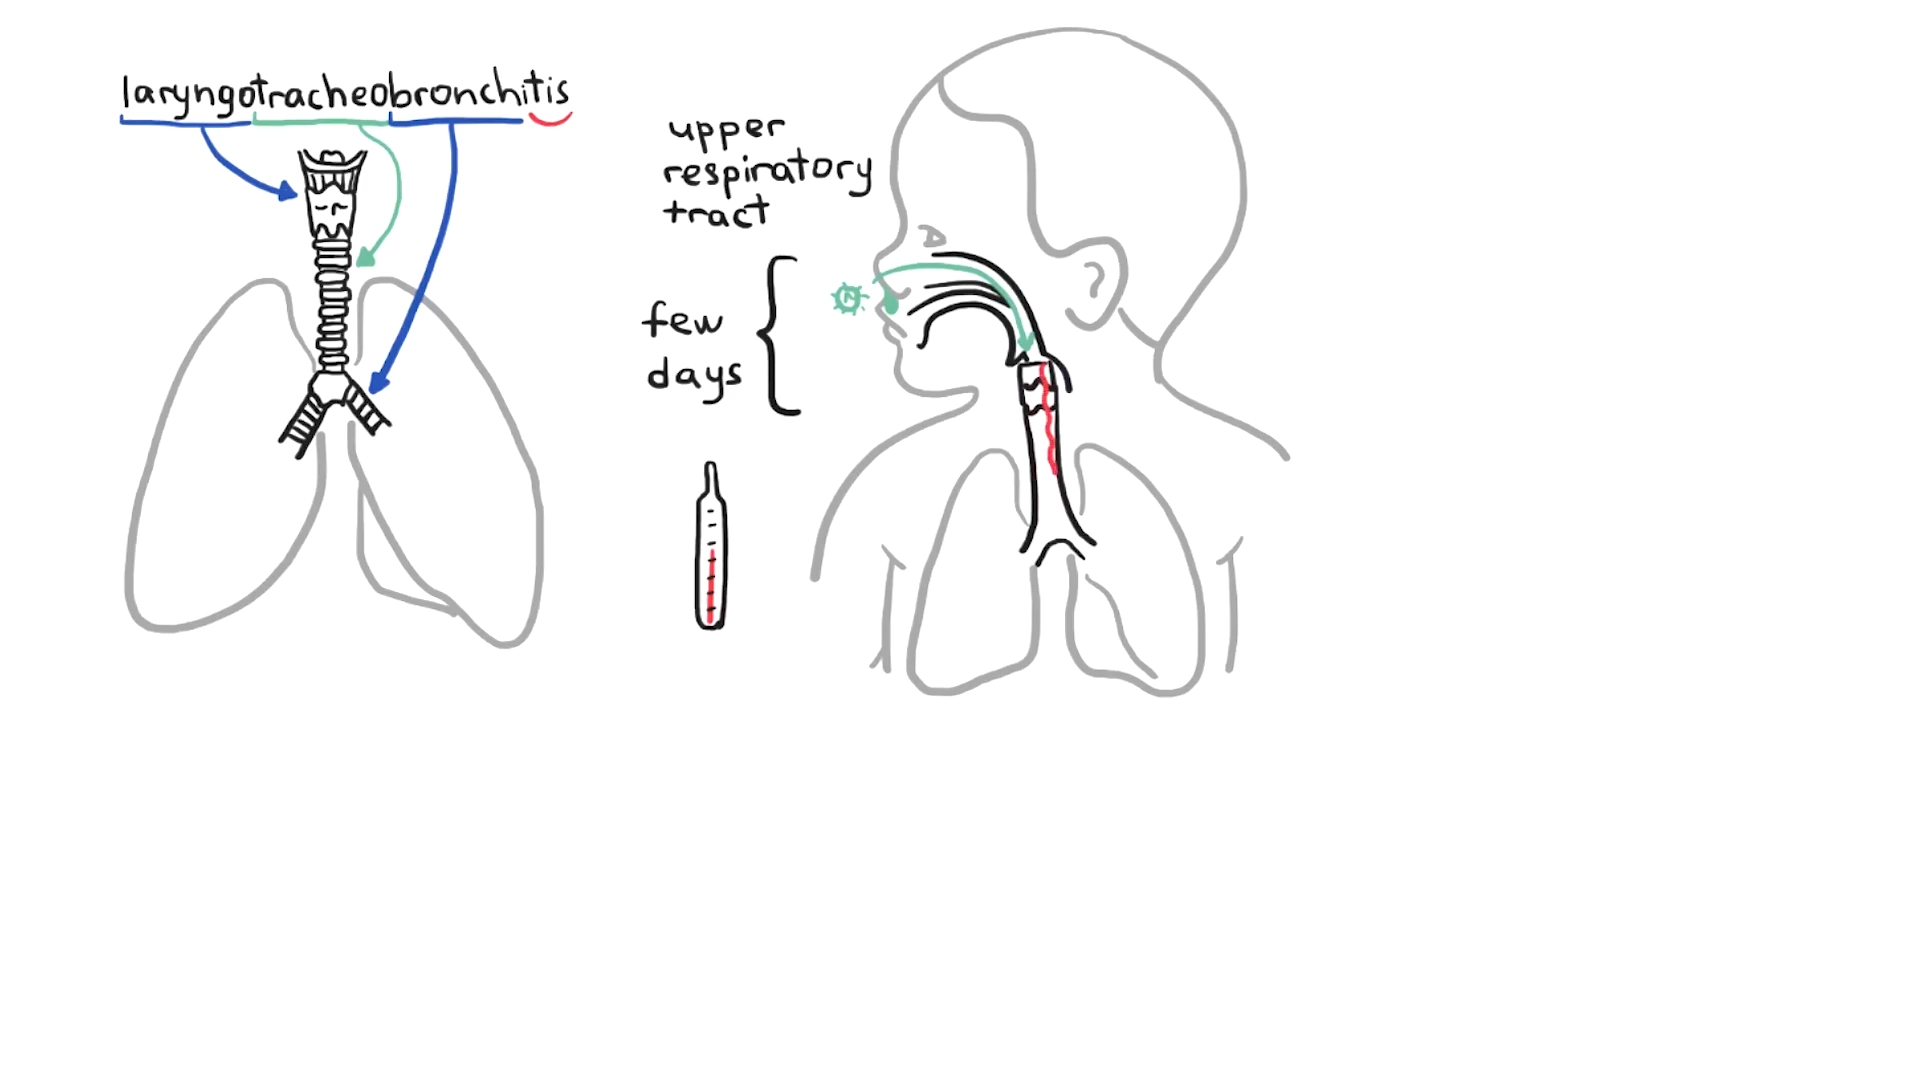 laryngotracheobronchitis
upper
respiratory
tract
few
days